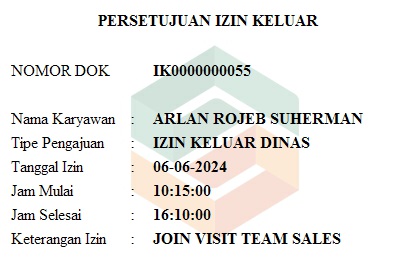 PERSETUJUAN IZIN KELUAR
NOMOR DOK IK0000000055
Nama Karyawan : ARLAN ROJEB SUHERMAN
Tipe Pengajuan : IZIN KELUAR DINAS
Tanggal Izin : 06-06-2024
Jam Mulai : 10:15:00
Jam Selesai : 16:10:00
Keterangan Izin : JOIN VISIT TEAM SALES